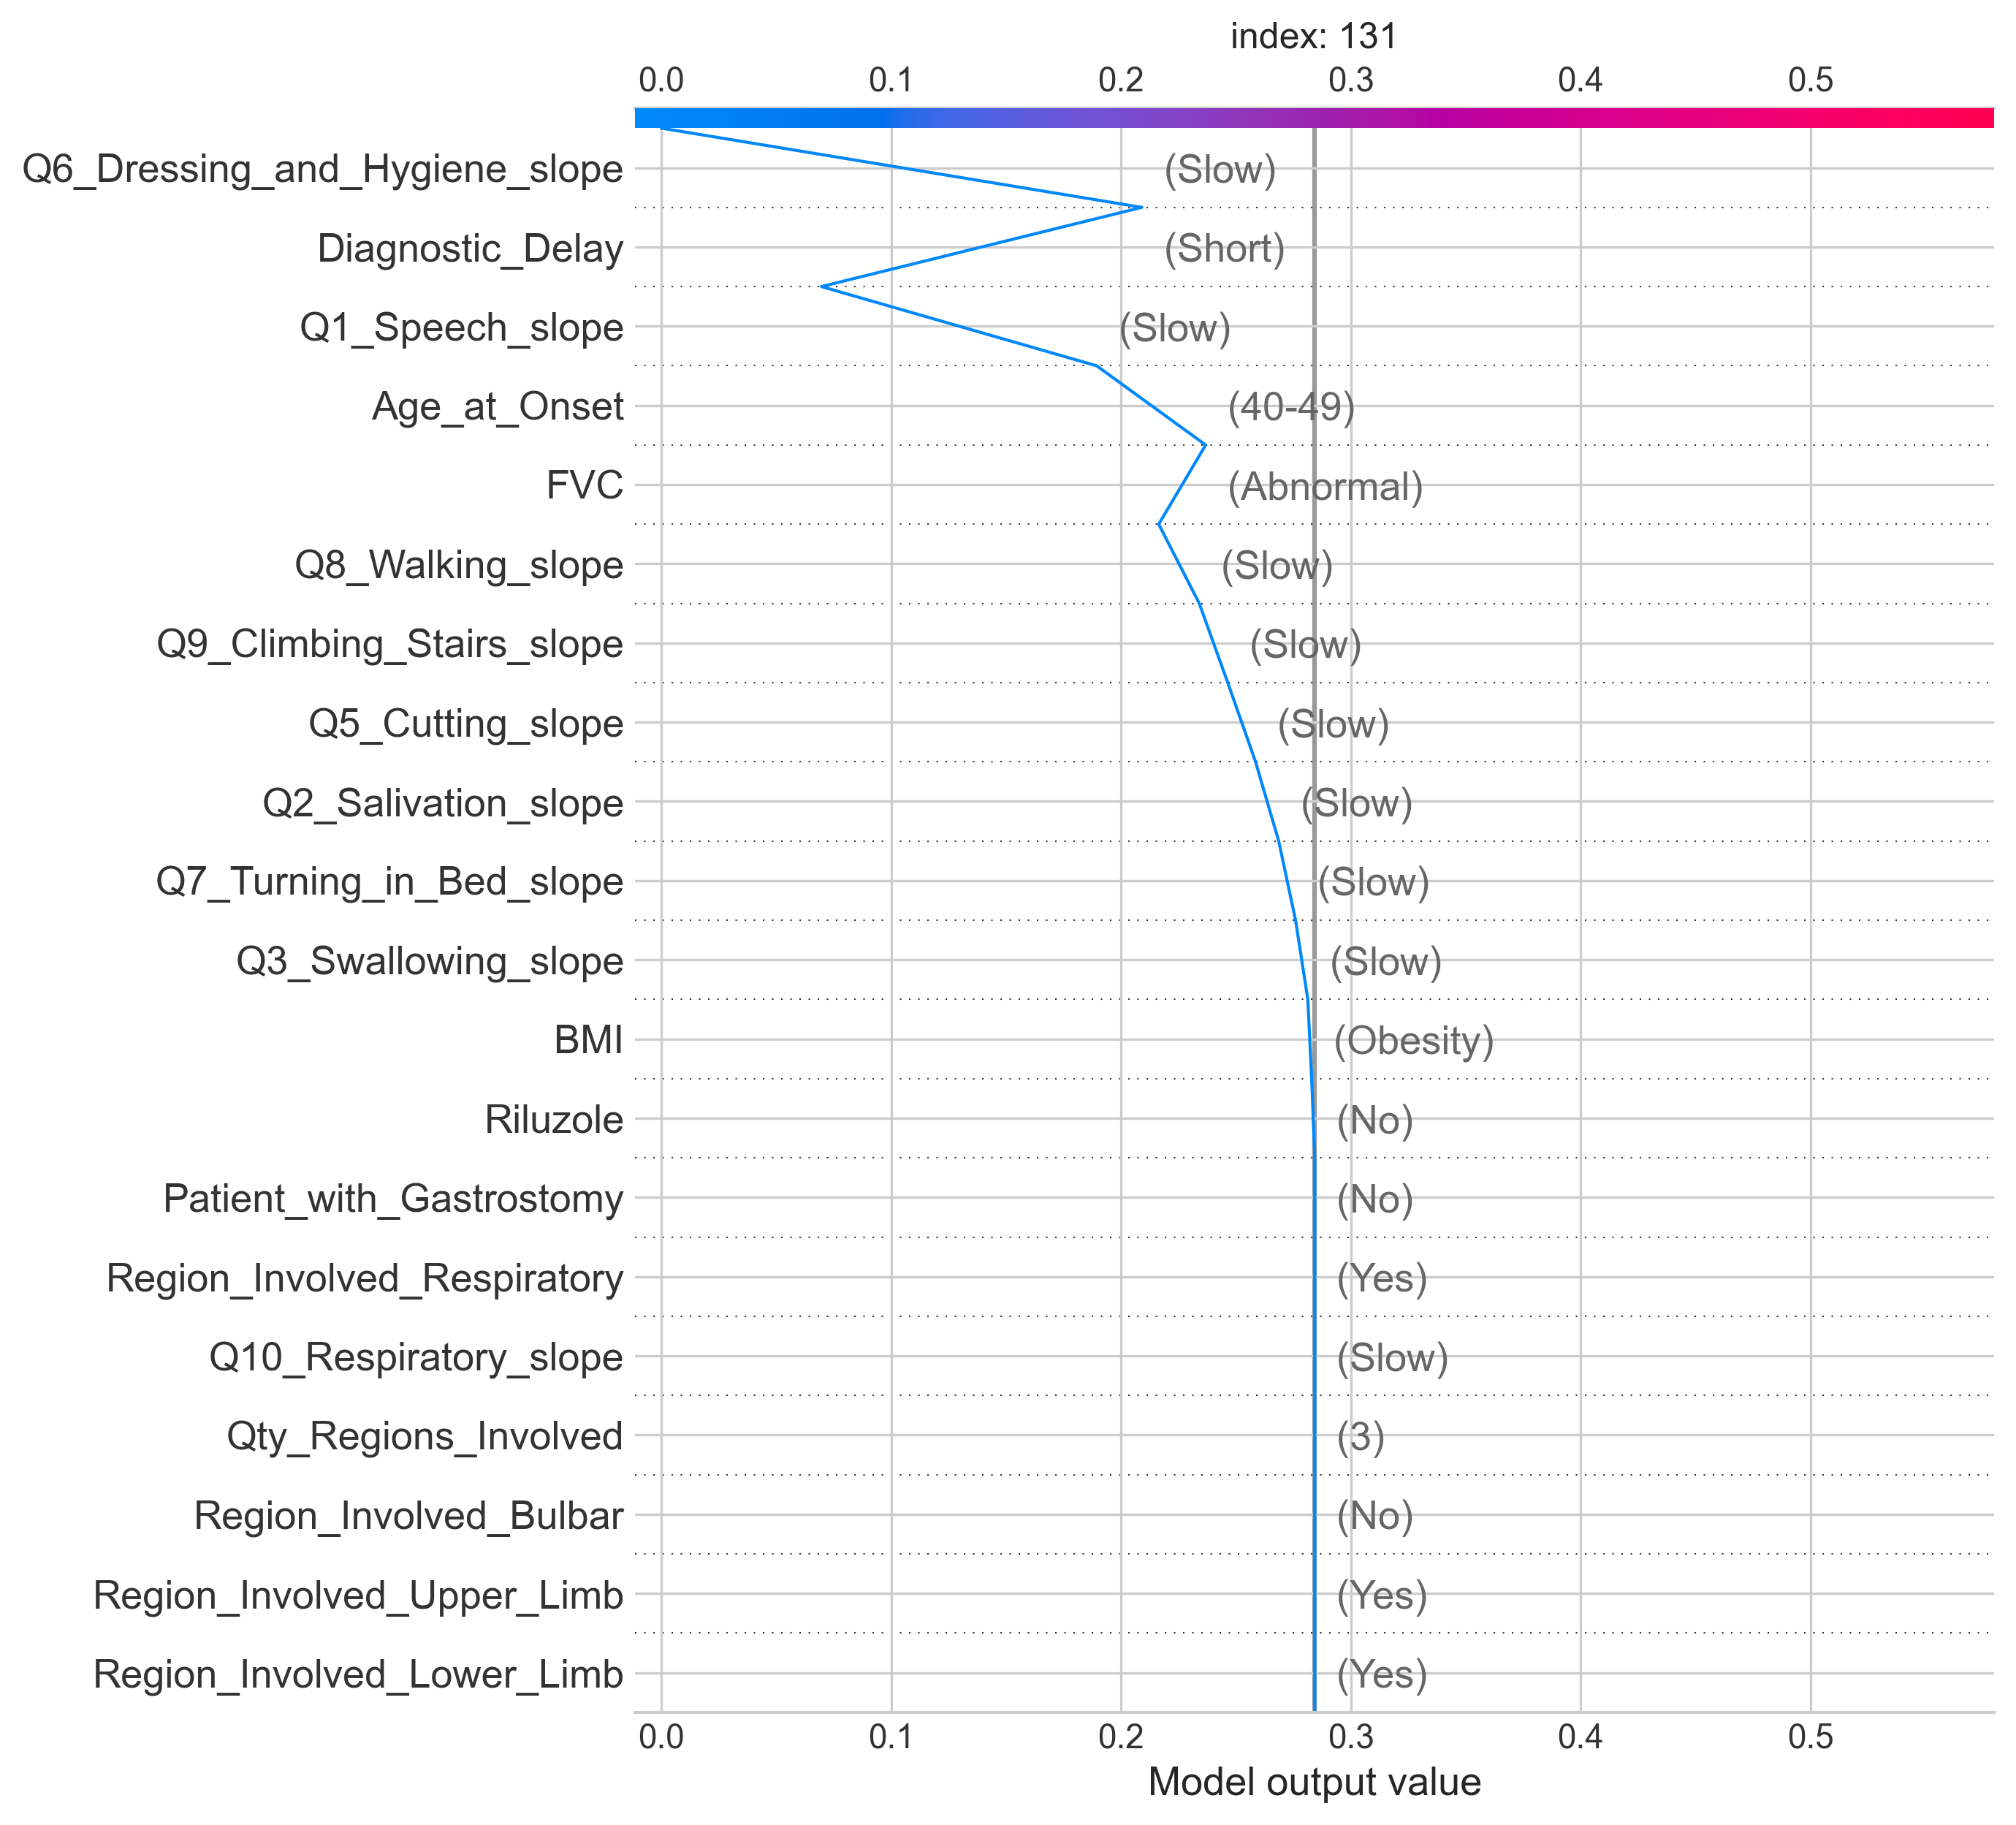 index: 131
0.0 0.1 0.2 0.3 0.4 0.5
Q6_Dressing_and_Hygiene_slope (Slow)
Diagnostic_Delay (Short)
Q1_Speech_slope (Slow)
Age_at_Onset (40-49)
FVC (Abnormal)
Q8_Walking_slope (Slow)
Q9_Climbing_Stairs_slope (Slow)
Q5_Cutting_slope (Slow)
Q2_Salivation_slope (Slow)
Q7_Turning_in_Bed_slope (Slow)
Q3_Swallowing_slope (Slow)
BMI (Obesity)
Riluzole (No)
Patient_with_Gastrostomy (No)
Region_Involved_Respiratory (Yes)
Q10_Respiratory_slope (Slow)
Qty_Regions_Involved (3)
Region_Involved_Bulbar (No)
Region_Involved_Upper_Limb (Yes)
Region_Involved_Lower_Limb (Yes)
0.0 0.1 0.2 0.3 0.4 0.5
Model output value